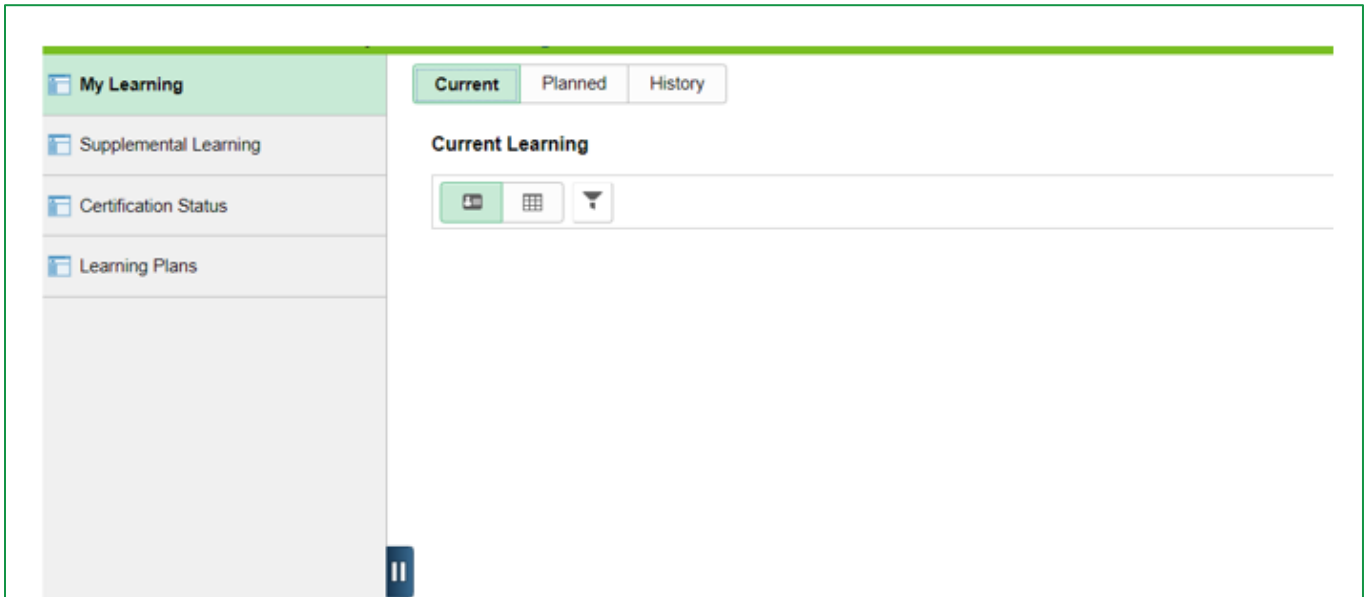 My Learning
Supplemental Learning
Certification Status
Learning Plans
Current Planned History
Current Learning